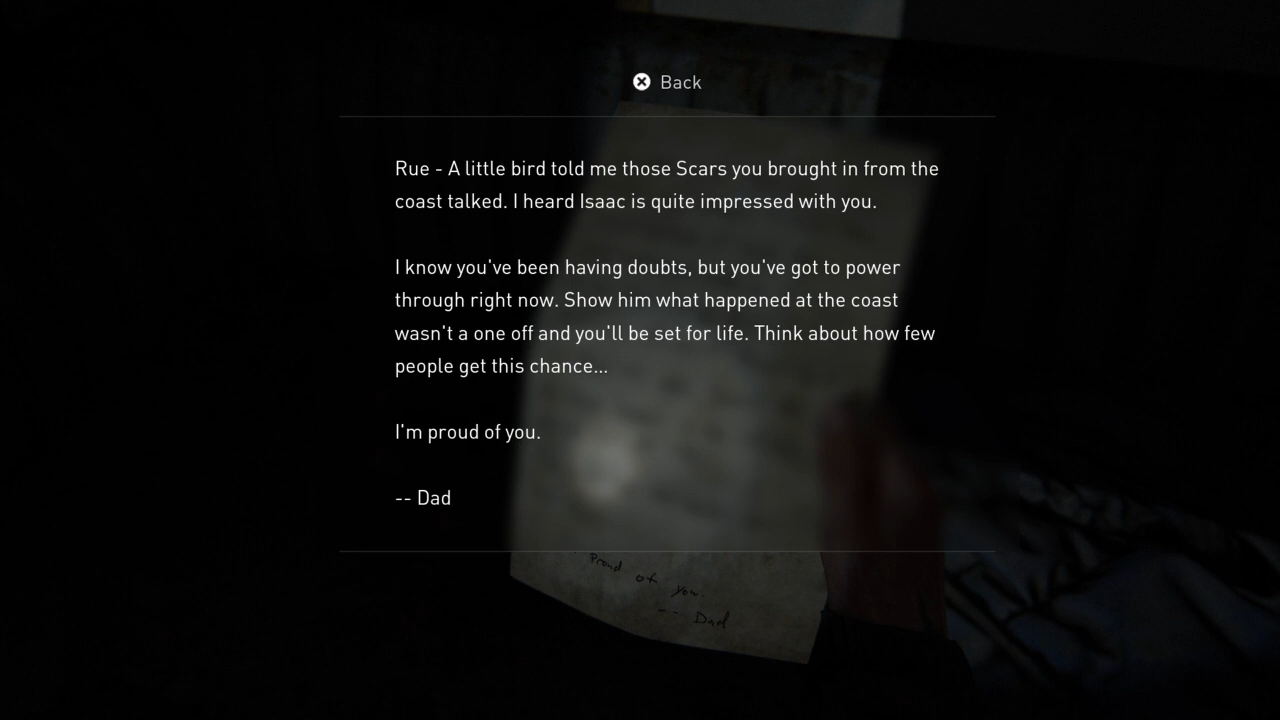 Back
Rue - A little bird told me those Scars you brought in from the
coast talked. I heard Isaac is quite impressed with you.
I know you've been having doubts, but you've got to power
through right now. Show him what happened at the coast
wasn't a one off and you'll be set for life. Think about how few
people get this chance...
I'm proud of you.
-- Dad
Proud of you.
-- Dad